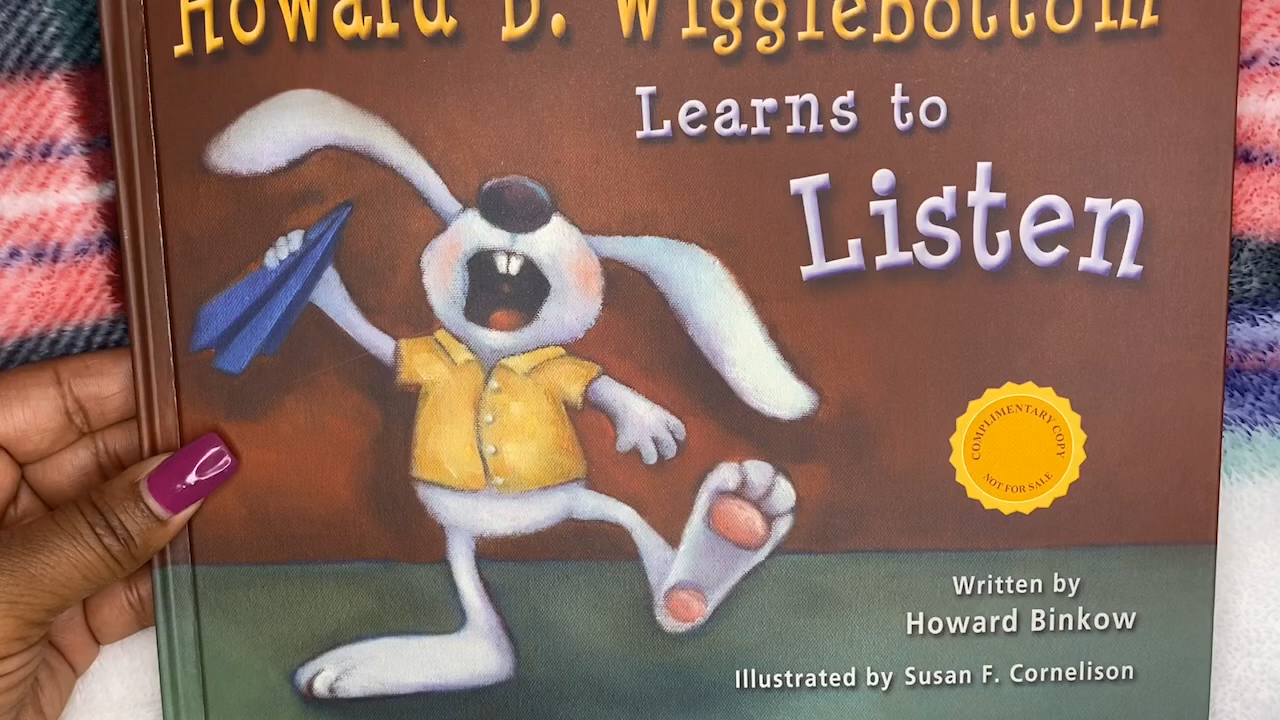 Howard B. Wigglebottom
Learns to
Listen
COMPLIMENTARY COPY
NOT FOR SALE
Written by
Howard Binkow
Illustrated by Susan F. Cornelison